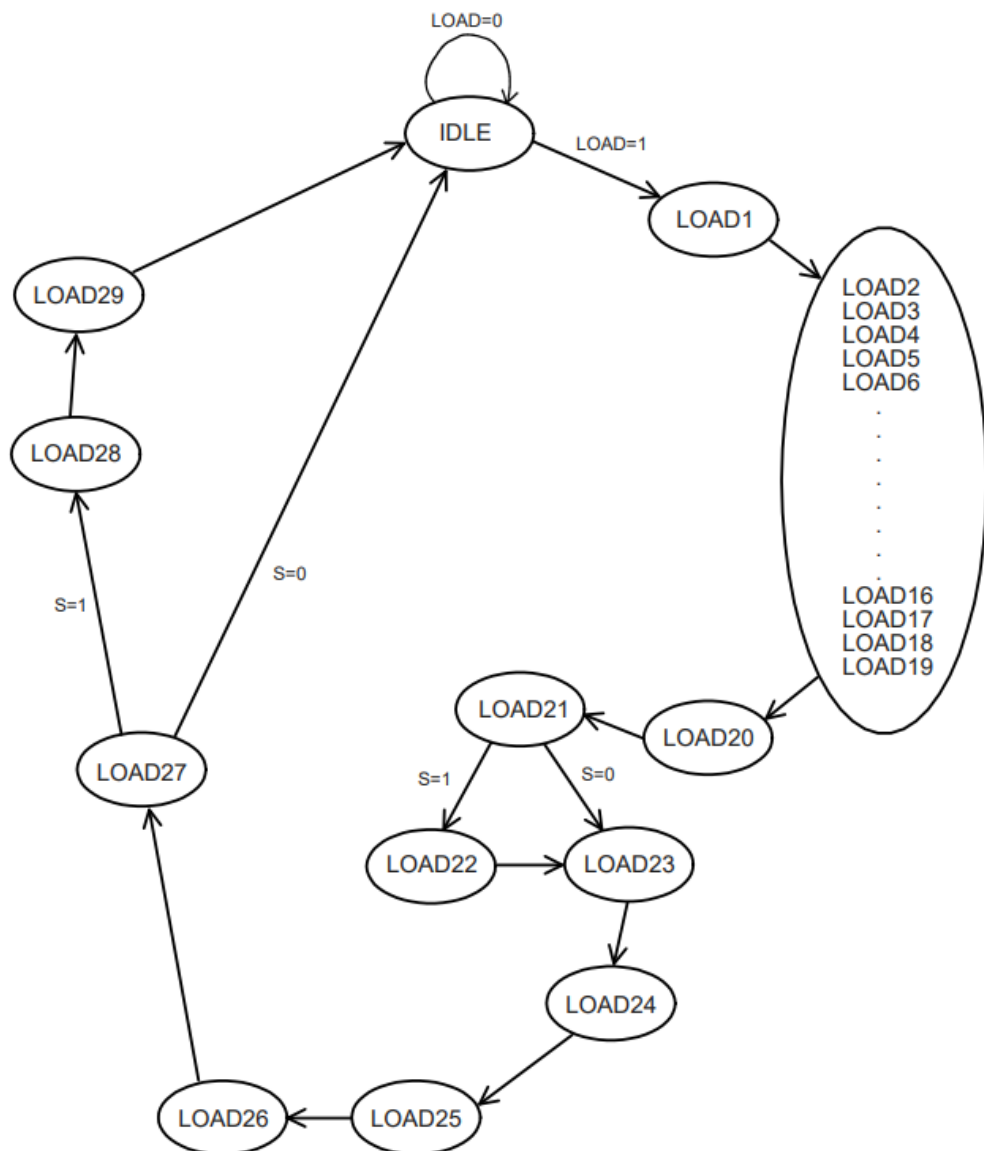 LOAD=0
IDLE
LOAD=1
LOAD1
LOAD2
LOAD3
LOAD4
LOAD5
LOAD6
.
.
.
.
.
.
.
.
LOAD16
LOAD17
LOAD18
LOAD19
LOAD20
LOAD21
S=1
S=0
LOAD22
LOAD23
LOAD24
LOAD25
LOAD26
LOAD27
S=1
S=0
LOAD28
LOAD29